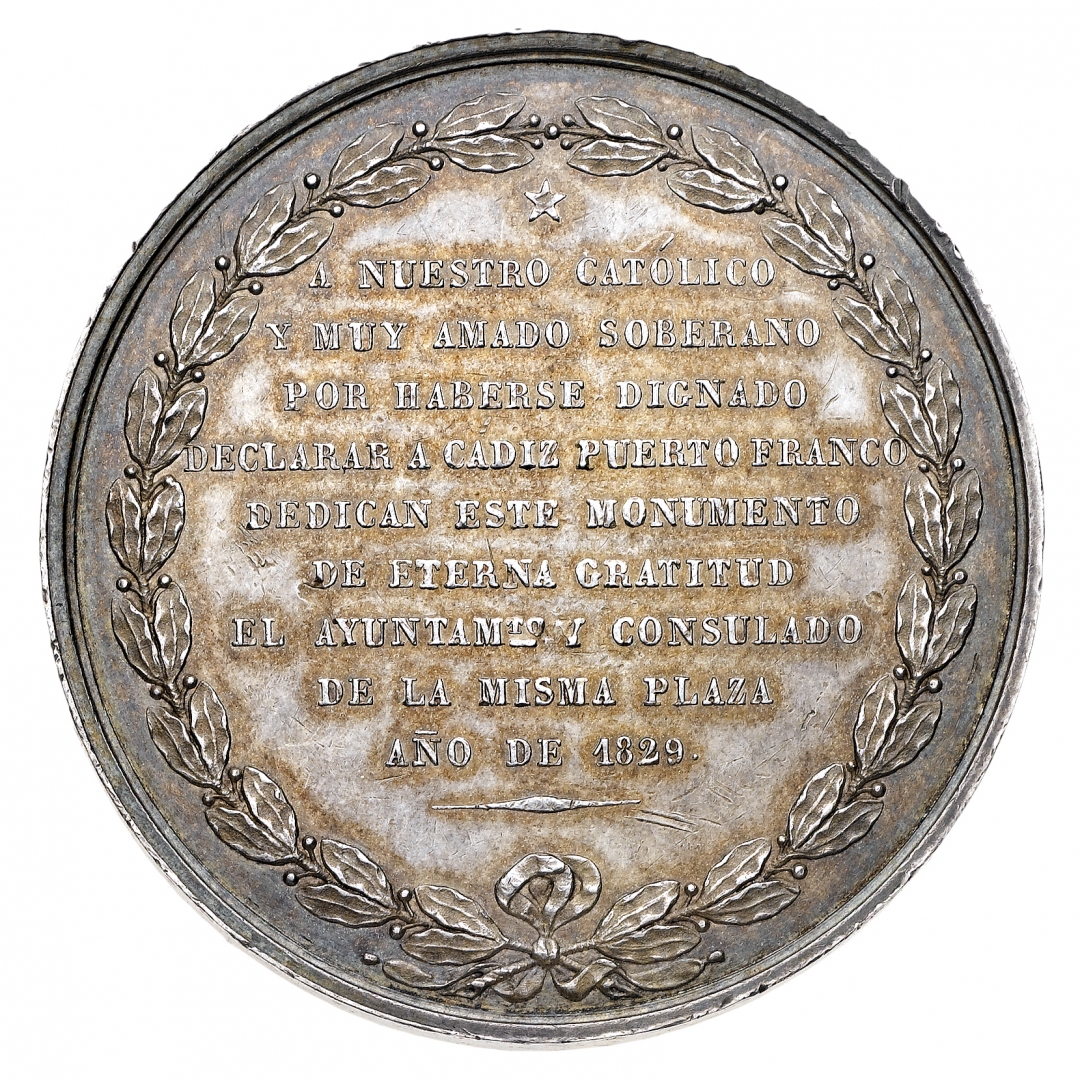 A NUESTRO CATÓLICO
Y MUY AMADO SOBERANO
POR HABERSE DIGNADO
DECLARAR A CÁDIZ PUERTO FRANCO
DEDICAN ESTE MONUMENTO
DE ETERNA GRATITUD
EL AYUNTAMᵗº Y CONSULADO
DE LA MISMA PLAZA
AÑO DE 1829.